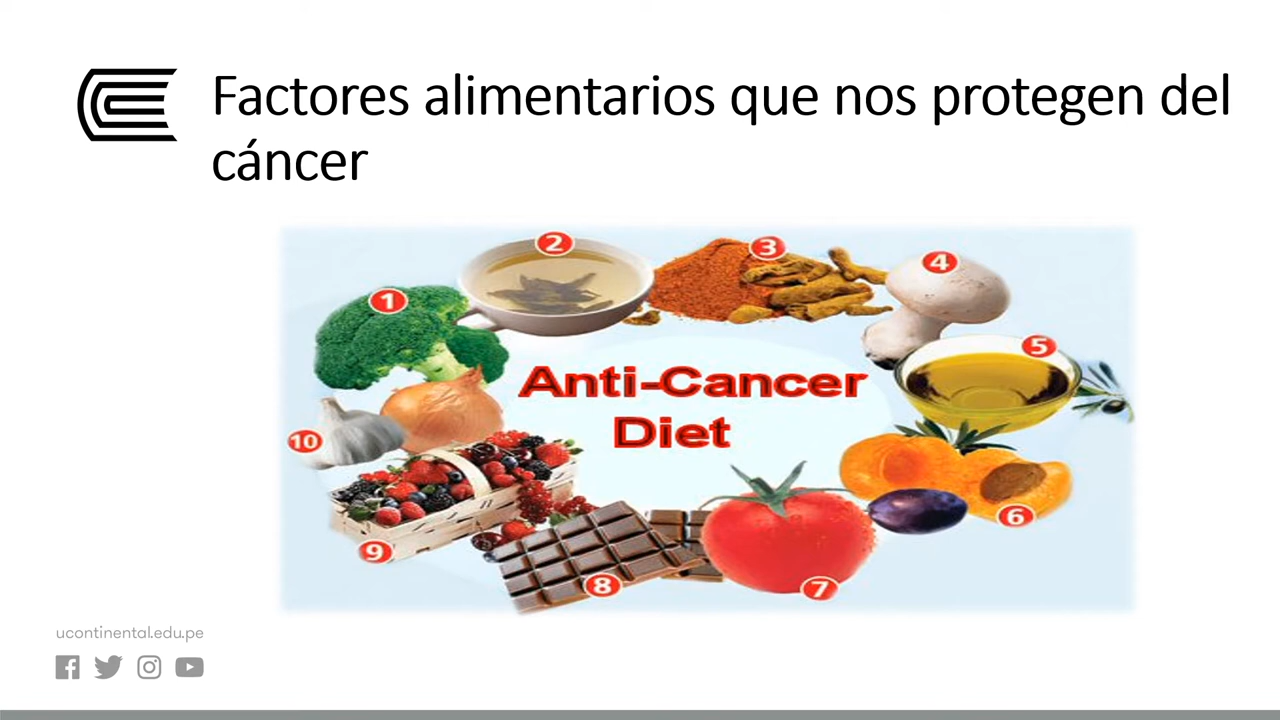 Factores alimentarios que nos protegen del
cáncer
2
3
4
1
5
Anti-Cancer
Diet
10
6
9
8
7
ucontinental.edu.pe